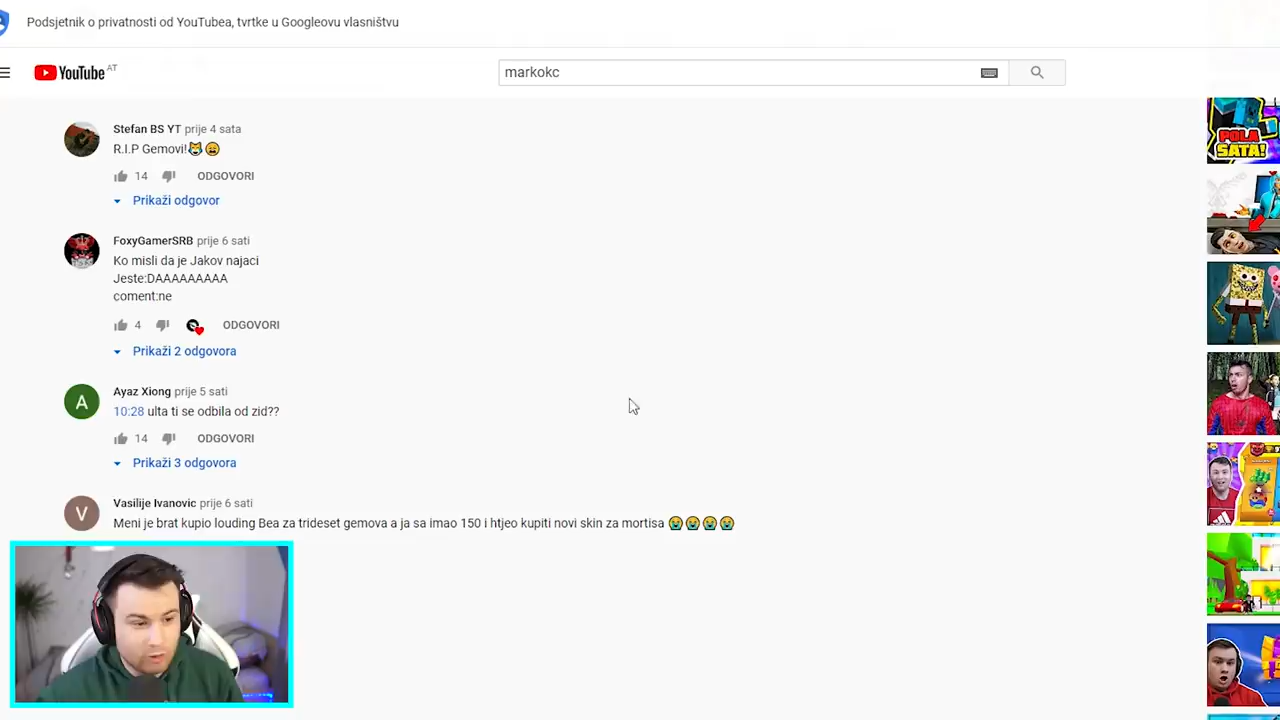 Podsjetnik o privatnosti od YouTubea, tvrtke u Googleovu vlasništvu
YouTube AT
markokc
Stefan BS YT prije 4 sata
R.I.P Gemovi!😿😩
14 ODGOVORI
Prikaži odgovor
FoxyGamerSRB prije 6 sati
Ko misli da je Jakov najaci
Jeste:DAAAAAAAAA
coment:ne
4 ODGOVORI
Prikaži 2 odgovora
A
Ayaz Xiong prije 5 sati
10:28 ulta ti se odbila od zid??
14 ODGOVORI
Prikaži 3 odgovora
V
Vasilije Ivanovic prije 6 sati
Meni je brat kupio louding Bea za trideset gemova a ja sa imao 150 i htjeo kupiti novi skin za mortisa 😭😭😭😭
POLA
SATA!